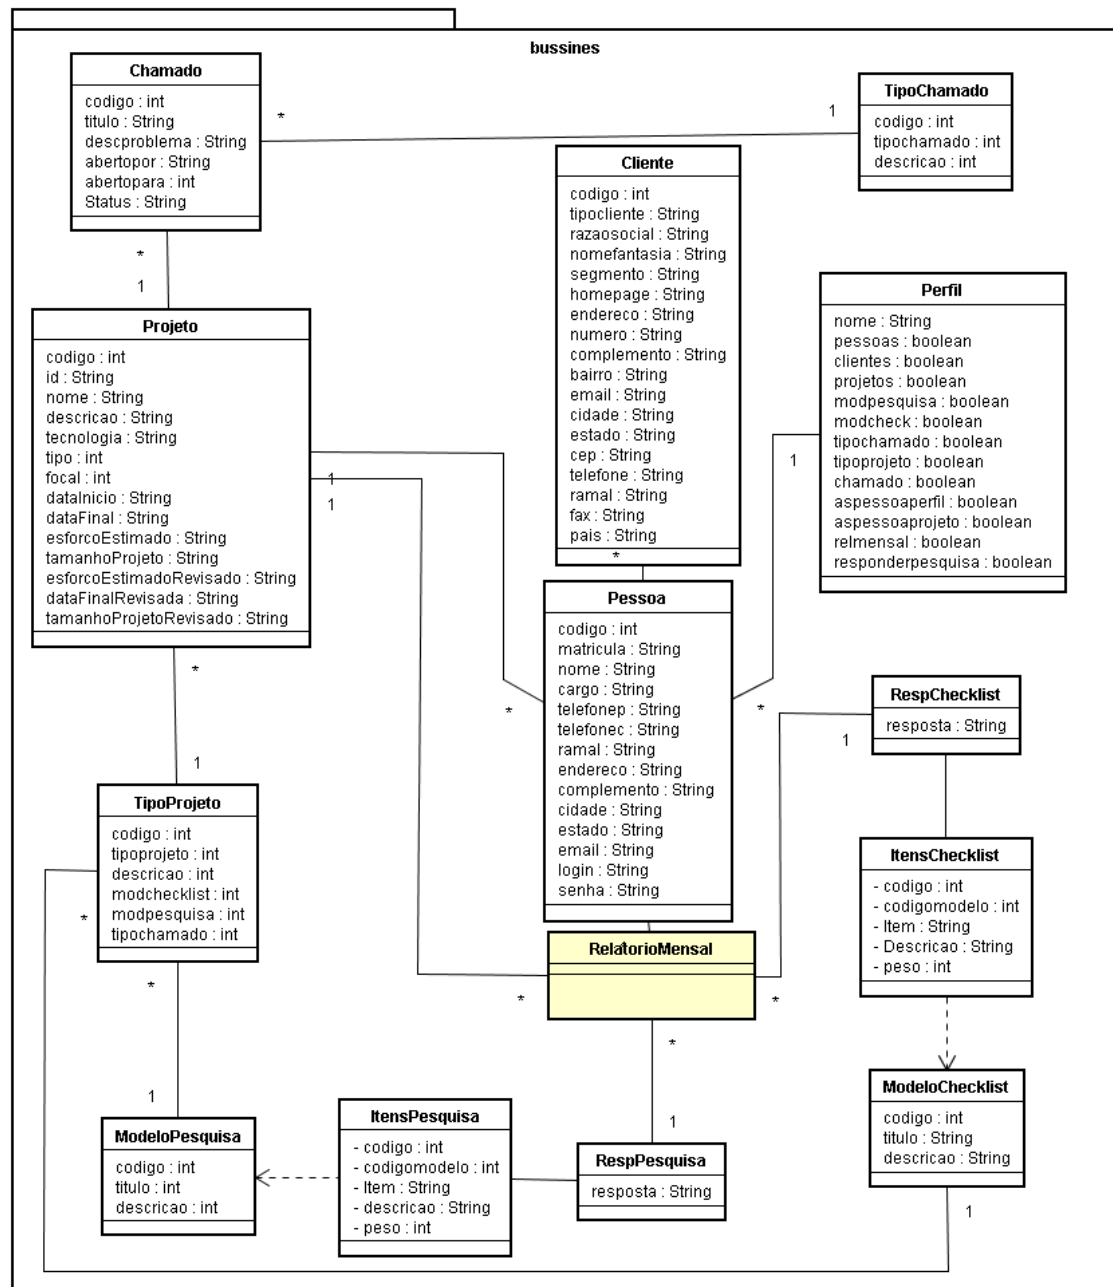 bussines
Chamado
codigo : int
titulo : String
descproblema : String
abertopor : String
abertopara : int
Status : String
*
1
TipoChamado
codigo : int
tipochamado : int
descricao : int
Cliente
codigo : int
tipocliente : String
razaosocial : String
nomefantasia : String
segmento : String
homepage : String
endereco : String
numero : String
complemento : String
bairro : String
email : String
cidade : String
estado : String
cep : String
telefone : String
ramal : String
fax : String
pais : String
*
*
1
Projeto
codigo : int
id : String
nome : String
descricao : String
tecnologia : String
tipo : int
focal : int
dataInicio : String
dataFinal : String
esforcoEstimado : String
tamanhoProjeto : String
esforcoEstimadoRevisado : String
dataFinalRevisada : String
tamanhoProjetoRevisado : String
1
1
Perfil
nome : String
pessoas : boolean
clientes : boolean
projetos : boolean
modpesquisa : boolean
modcheck : boolean
tipochamado : boolean
tipoprojeto : boolean
chamado : boolean
aspessoaperfil : boolean
aspessoaprojeto : boolean
relmensal : boolean
responderpesquisa : boolean
1
Pessoa
codigo : int
matricula : String
nome : String
cargo : String
telefonep : String
telefonec : String
ramal : String
endereco : String
complemento : String
cidade : String
estado : String
email : String
login : String
senha : String
*
*
*
1
RespChecklist
resposta : String
1
TipoProjeto
codigo : int
tipoprojeto : int
descricao : int
modchecklist : int
modpesquisa : int
tipochamado : int
*
*
ItensChecklist
- codigo : int
- codigomodelo : int
- Item : String
- Descricao : String
- peso : int
RelatorioMensal
*
*
*
1
1
ModeloPesquisa
codigo : int
titulo : int
descricao : int
ItensPesquisa
- codigo : int
- codigomodelo : int
- Item : String
- descricao : String
- peso : int
RespPesquisa
resposta : String
ModeloChecklist
codigo : int
titulo : String
descricao : String
1